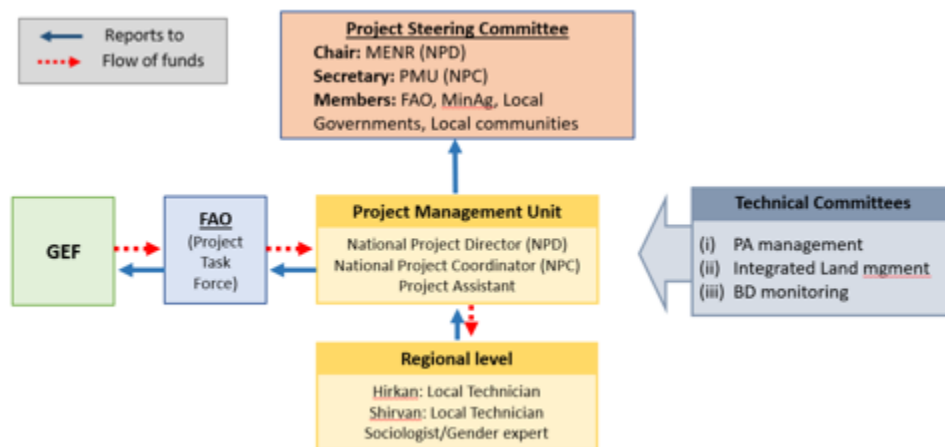 Reports to
Flow of funds
Project Steering Committee
Chair: MENR (NPD)
Secretary: PMU (NPC)
Members: FAO, MinAg, Local
Governments, Local communities
GEF
FAO
(Project
Task
Force)
Project Management Unit
National Project Director (NPD)
National Project Coordinator (NPC)
Project Assistant
Technical Committees
(i) PA management
(ii) Integrated Land mgment
(iii) BD monitoring
Regional level
Hirkan: Local Technician
Shirvan: Local Technician
Sociologist/Gender expert